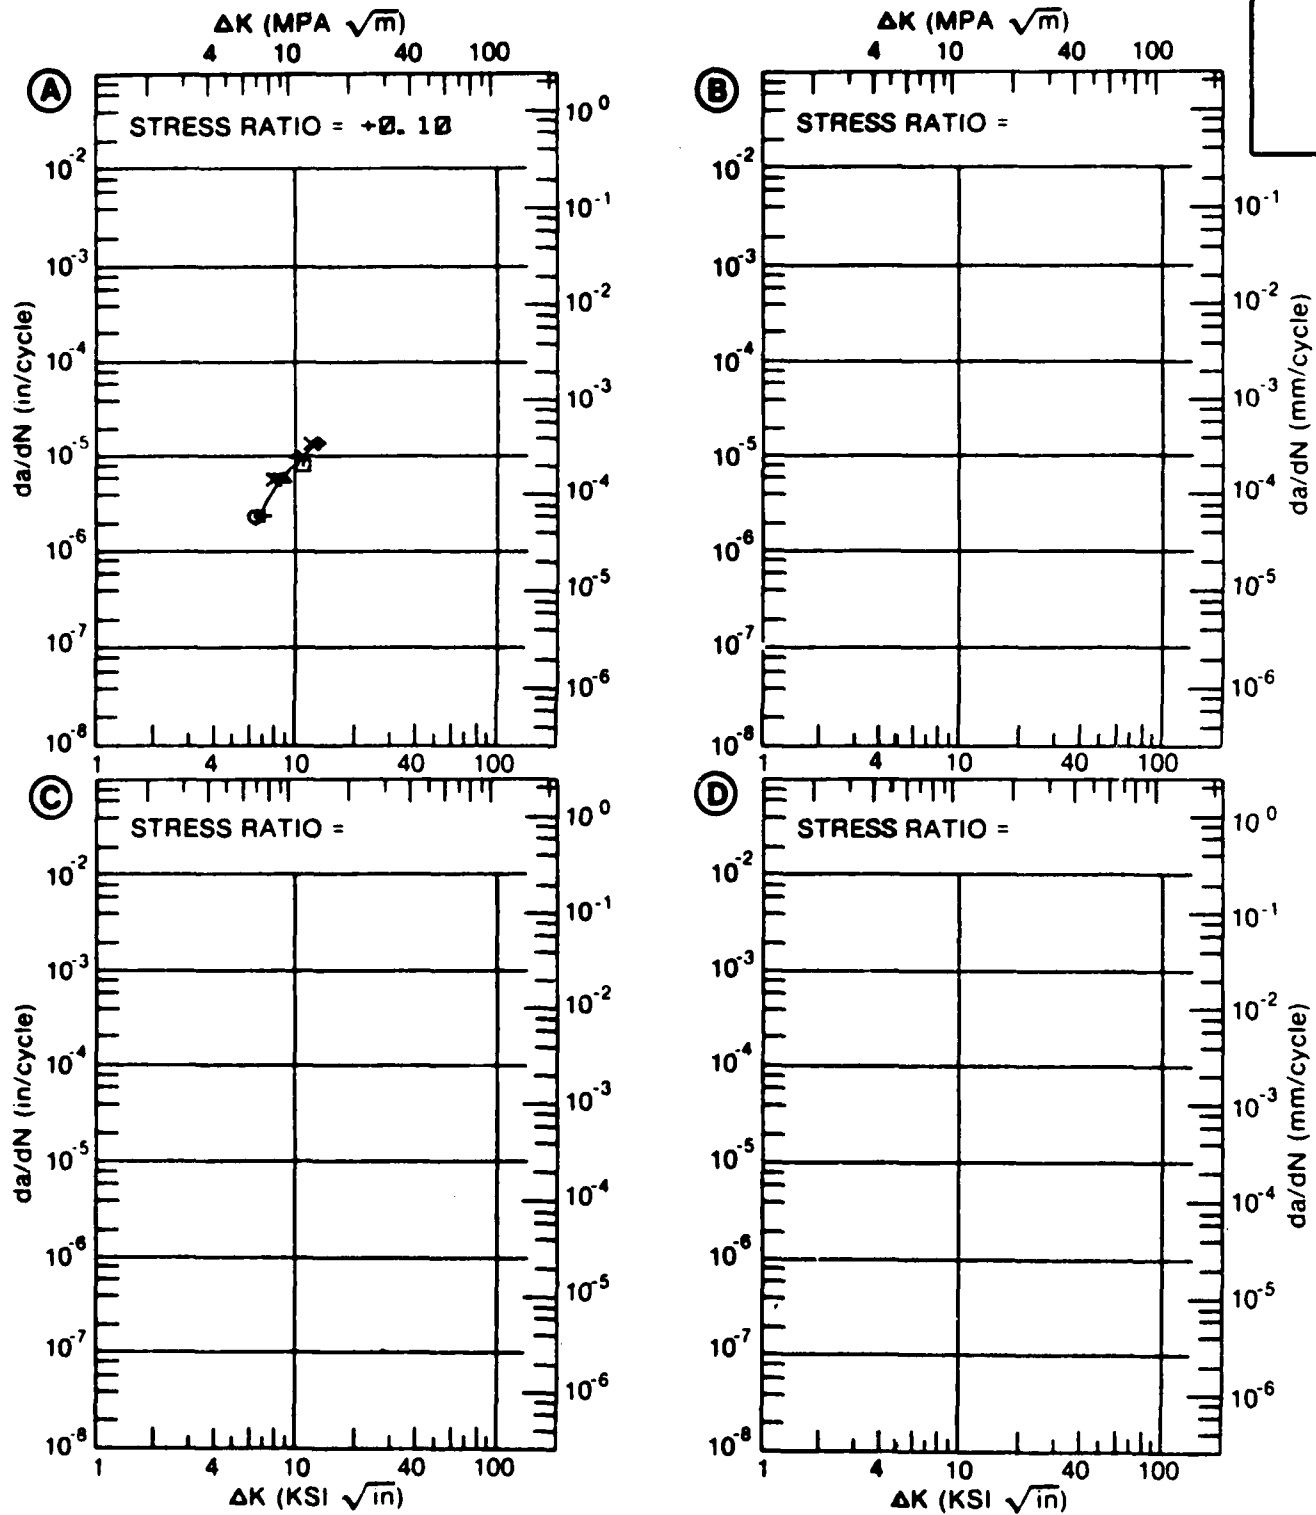 ΔK (MPA √m) ΔK (MPA √m)
4 10 40 100 4 10 40 100
A B
STRESS RATIO = +0.10 STRESS RATIO =
10^0
10^-2 10^-2
10^-1 10^-1
10^-3 10^-3
10^-2 10^-2
da/dN (in/cycle) da/dN (mm/cycle)
10^-4 10^-4
10^-3 10^-3
10^-5 10^-5
10^-4 10^-4
10^-6 10^-6
10^-5 10^-5
10^-7 10^-7
10^-6 10^-6
10^-8 10^-8
1 4 10 40 100 1 4 10 40 100
C D
STRESS RATIO = STRESS RATIO =
10^0 10^0
10^-2 10^-2
10^-1 10^-1
10^-3 10^-3
10^-2 10^-2
da/dN (in/cycle) da/dN (mm/cycle)
10^-4 10^-4
10^-3 10^-3
10^-5 10^-5
10^-4 10^-4
10^-6 10^-6
10^-5 10^-5
10^-7 10^-7
10^-6 10^-6
10^-8 10^-8
1 4 10 40 100 1 4 10 40 100
ΔK (KSI √in) ΔK (KSI √in)